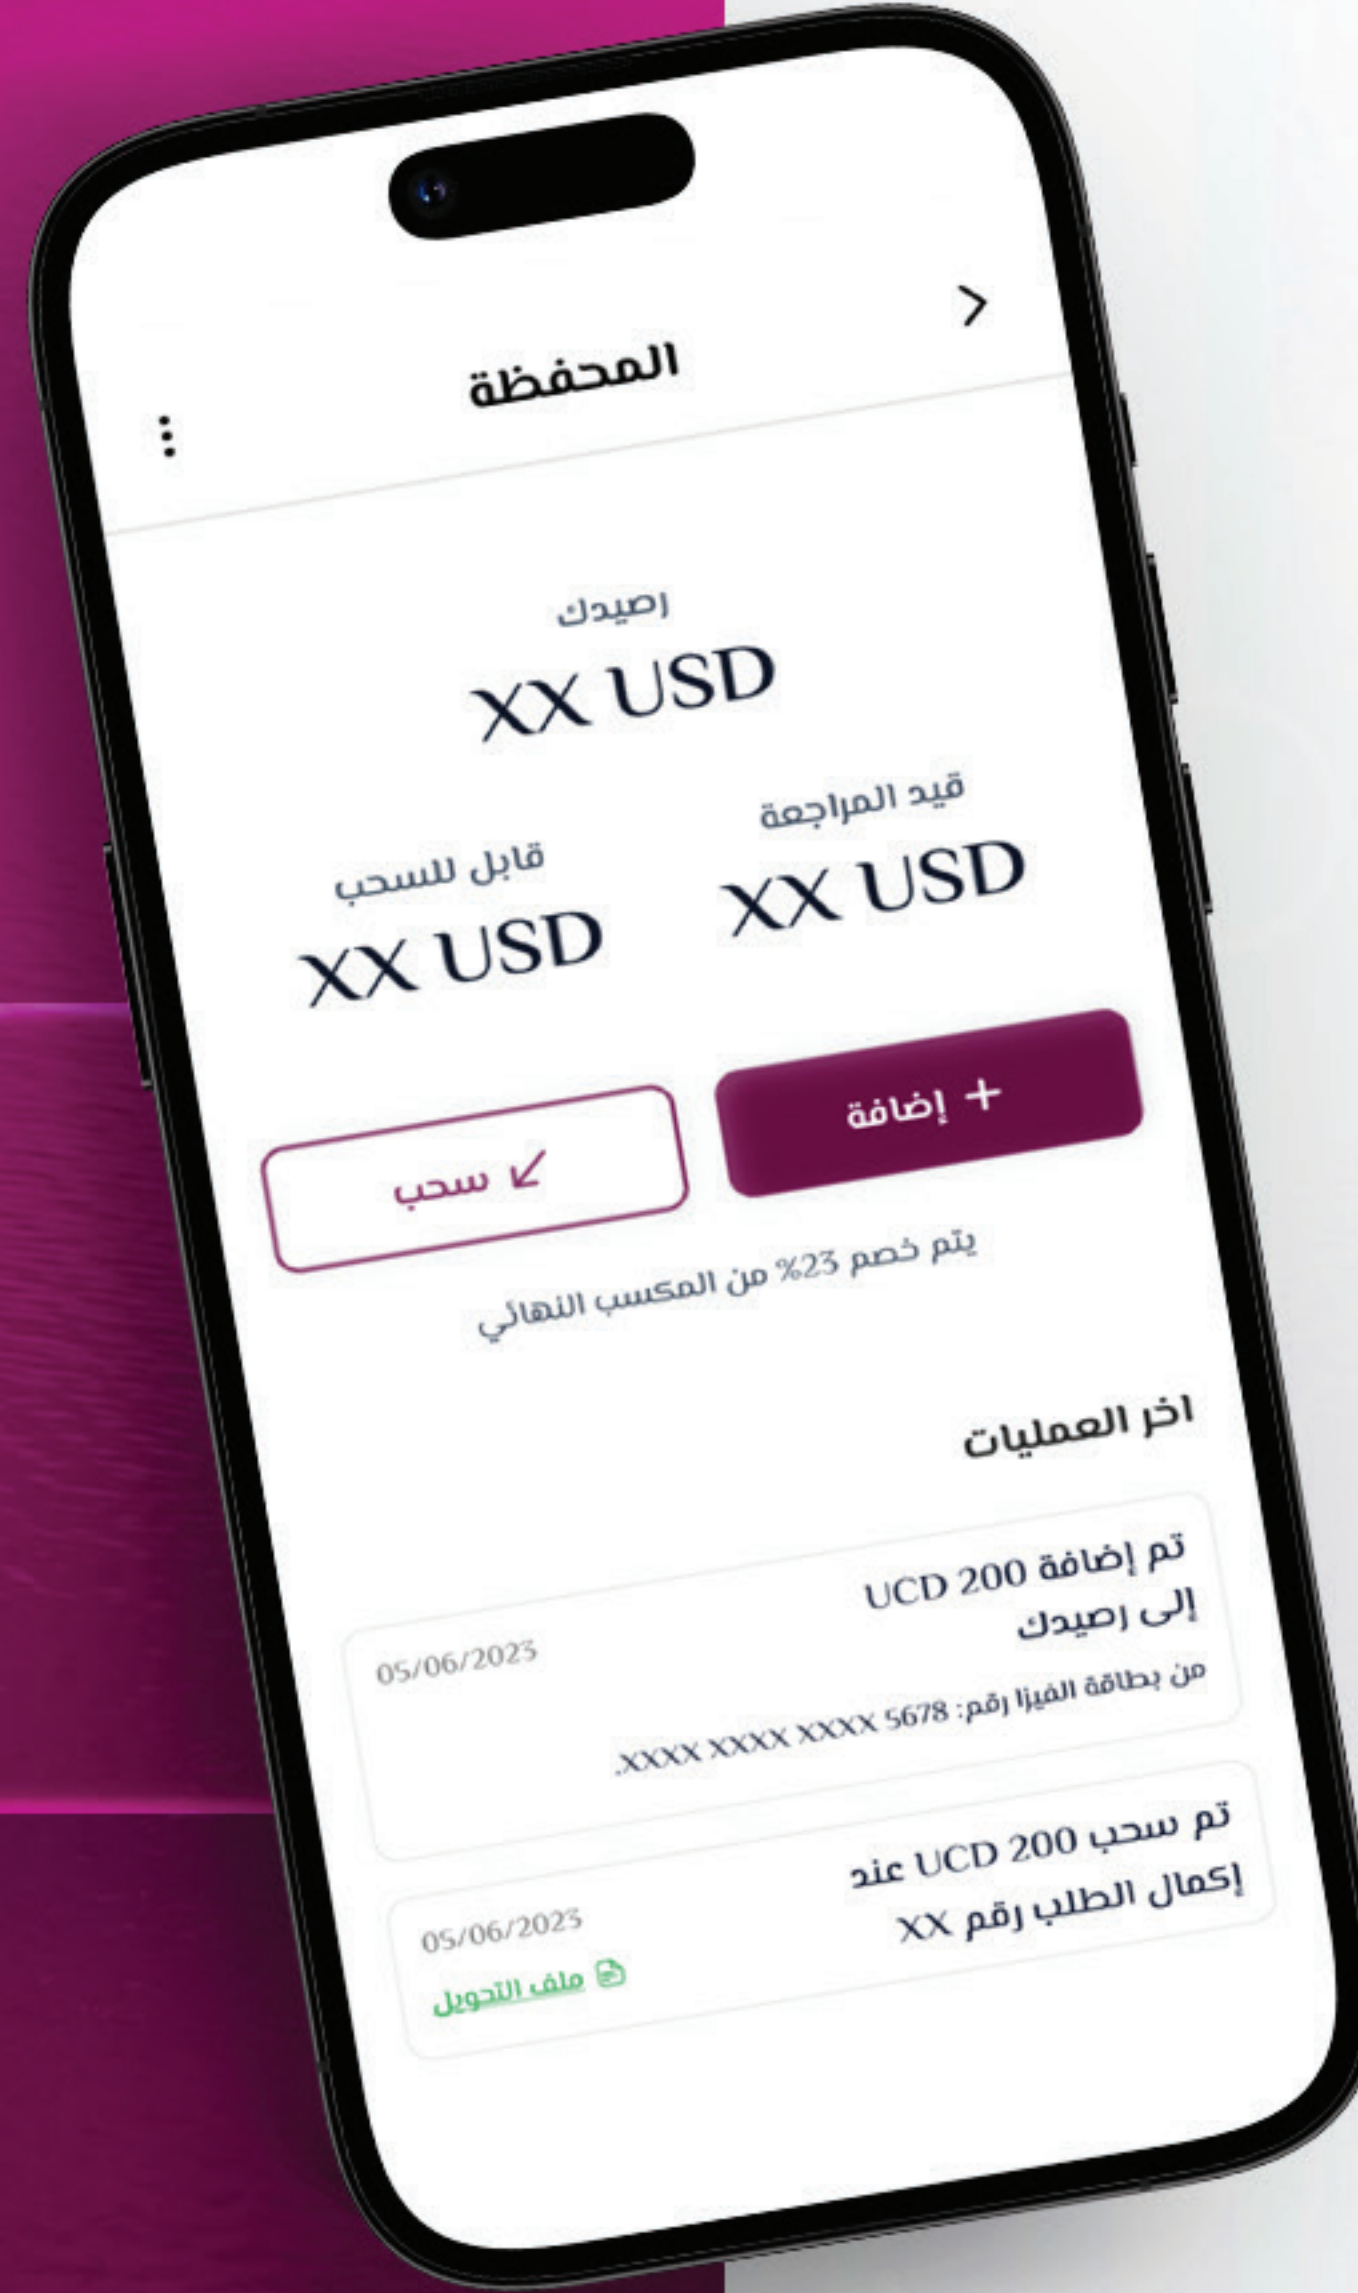 المحفظة
رصيدك
XX USD
قيد المراجعة
XX USD
قابل للسحب
XX USD
+ إضافة
سحب
يتم خصم 23% من المكسب النهائي
اخر العمليات
تم إضافة 200 UCD
إلى رصيدك
05/06/2023
من بطاقة الفيزا رقم: 5678 XXXX XXXX XXXX.
تم سحب 200 UCD عند
إكمال الطلب رقم XX
05/06/2023
ملف التحويل